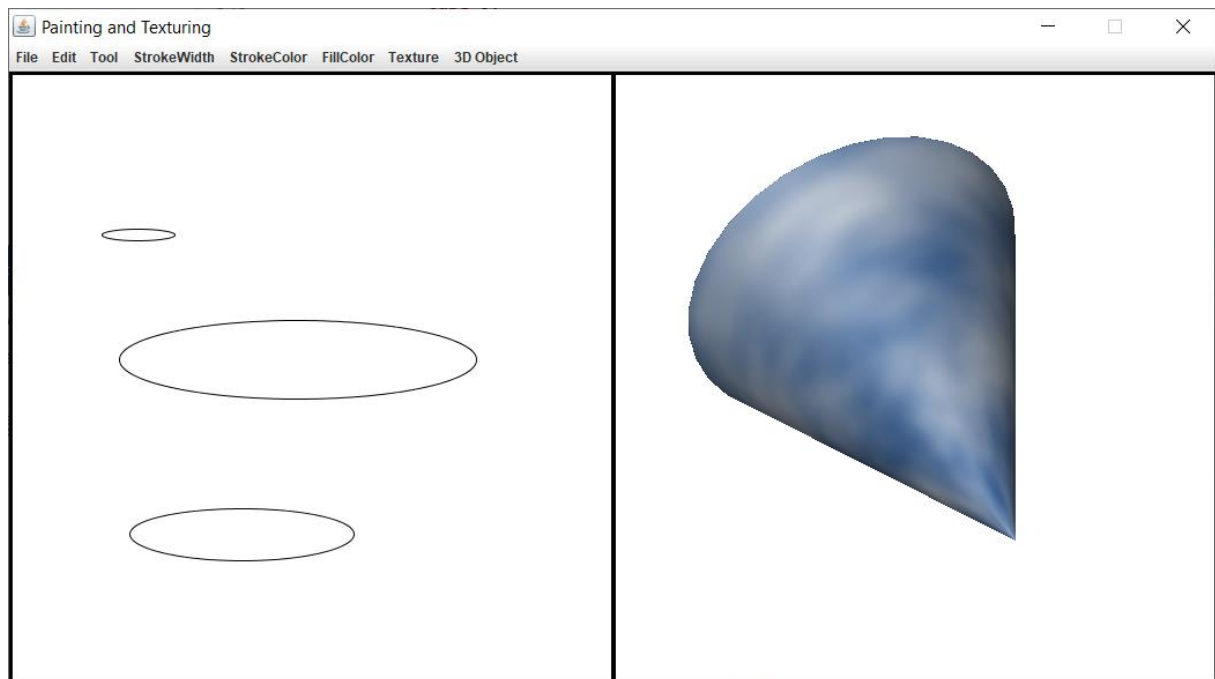 Painting and Texturing
File Edit Tool StrokeWidth StrokeColor FillColor Texture 3D Object